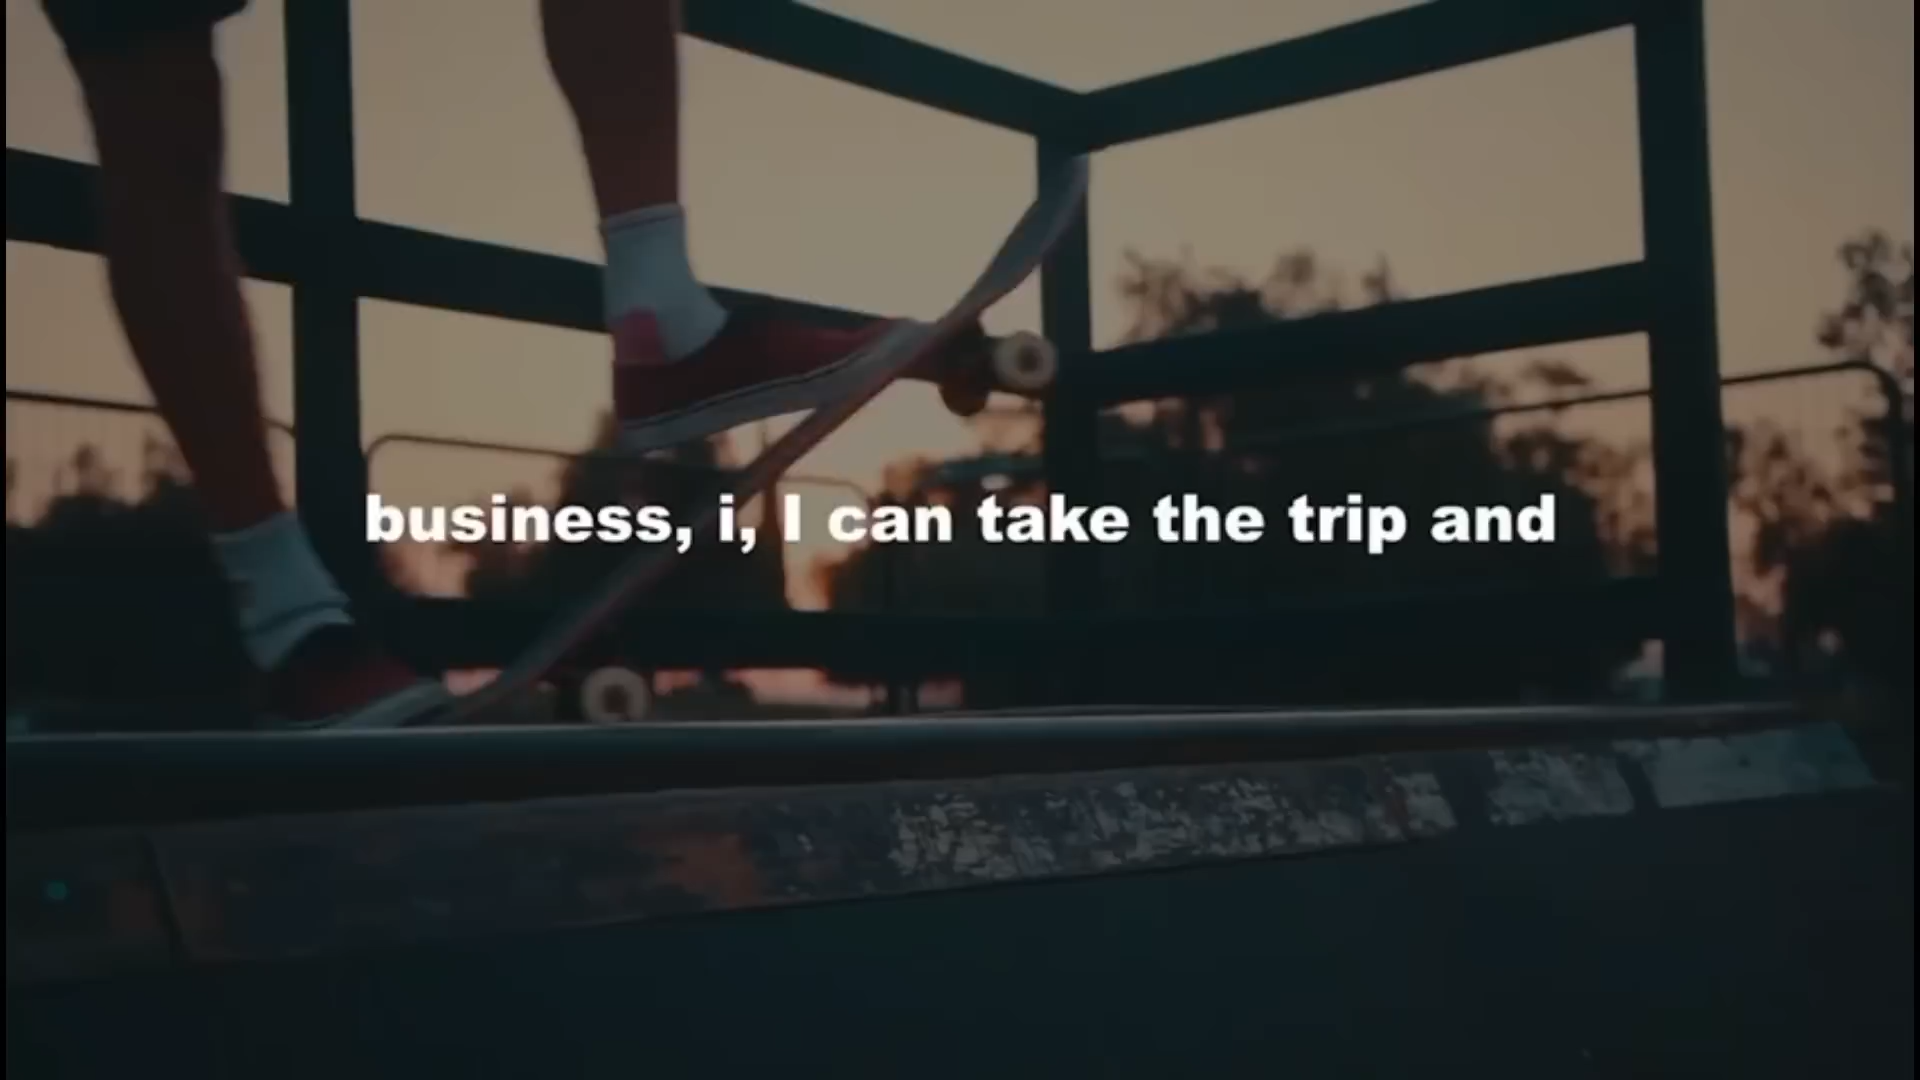 business, i, I can take the trip and